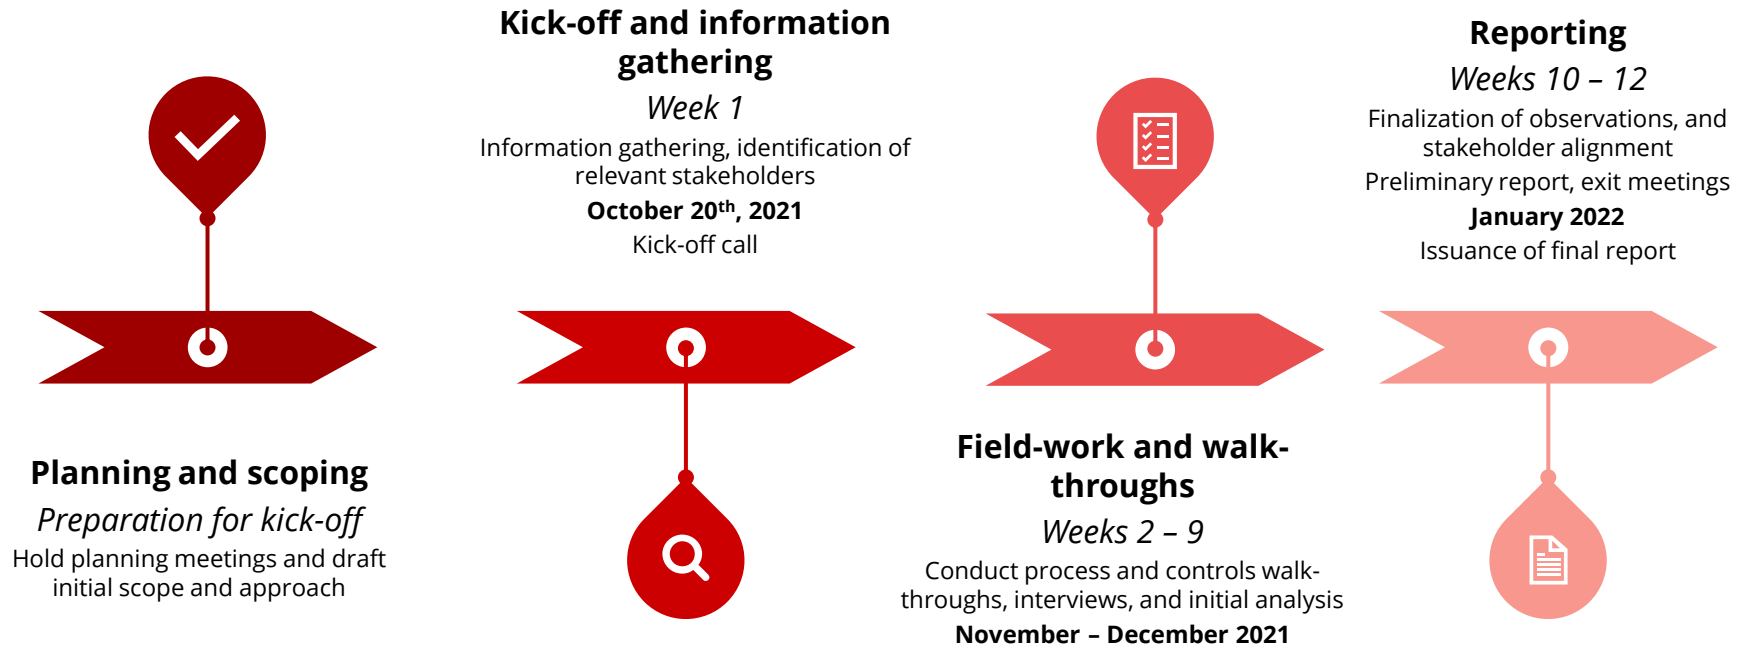 Planning and scoping
Preparation for kick-off
Hold planning meetings and draft
initial scope and approach
Kick-off and information
gathering
Week 1
Information gathering, identification of
relevant stakeholders
October 20th, 2021
Kick-off call
Field-work and walk-
throughs
Weeks 2 – 9
Conduct process and controls walk-
throughs, interviews, and initial analysis
November – December 2021
Reporting
Weeks 10 – 12
Finalization of observations, and
stakeholder alignment
Preliminary report, exit meetings
January 2022
Issuance of final report